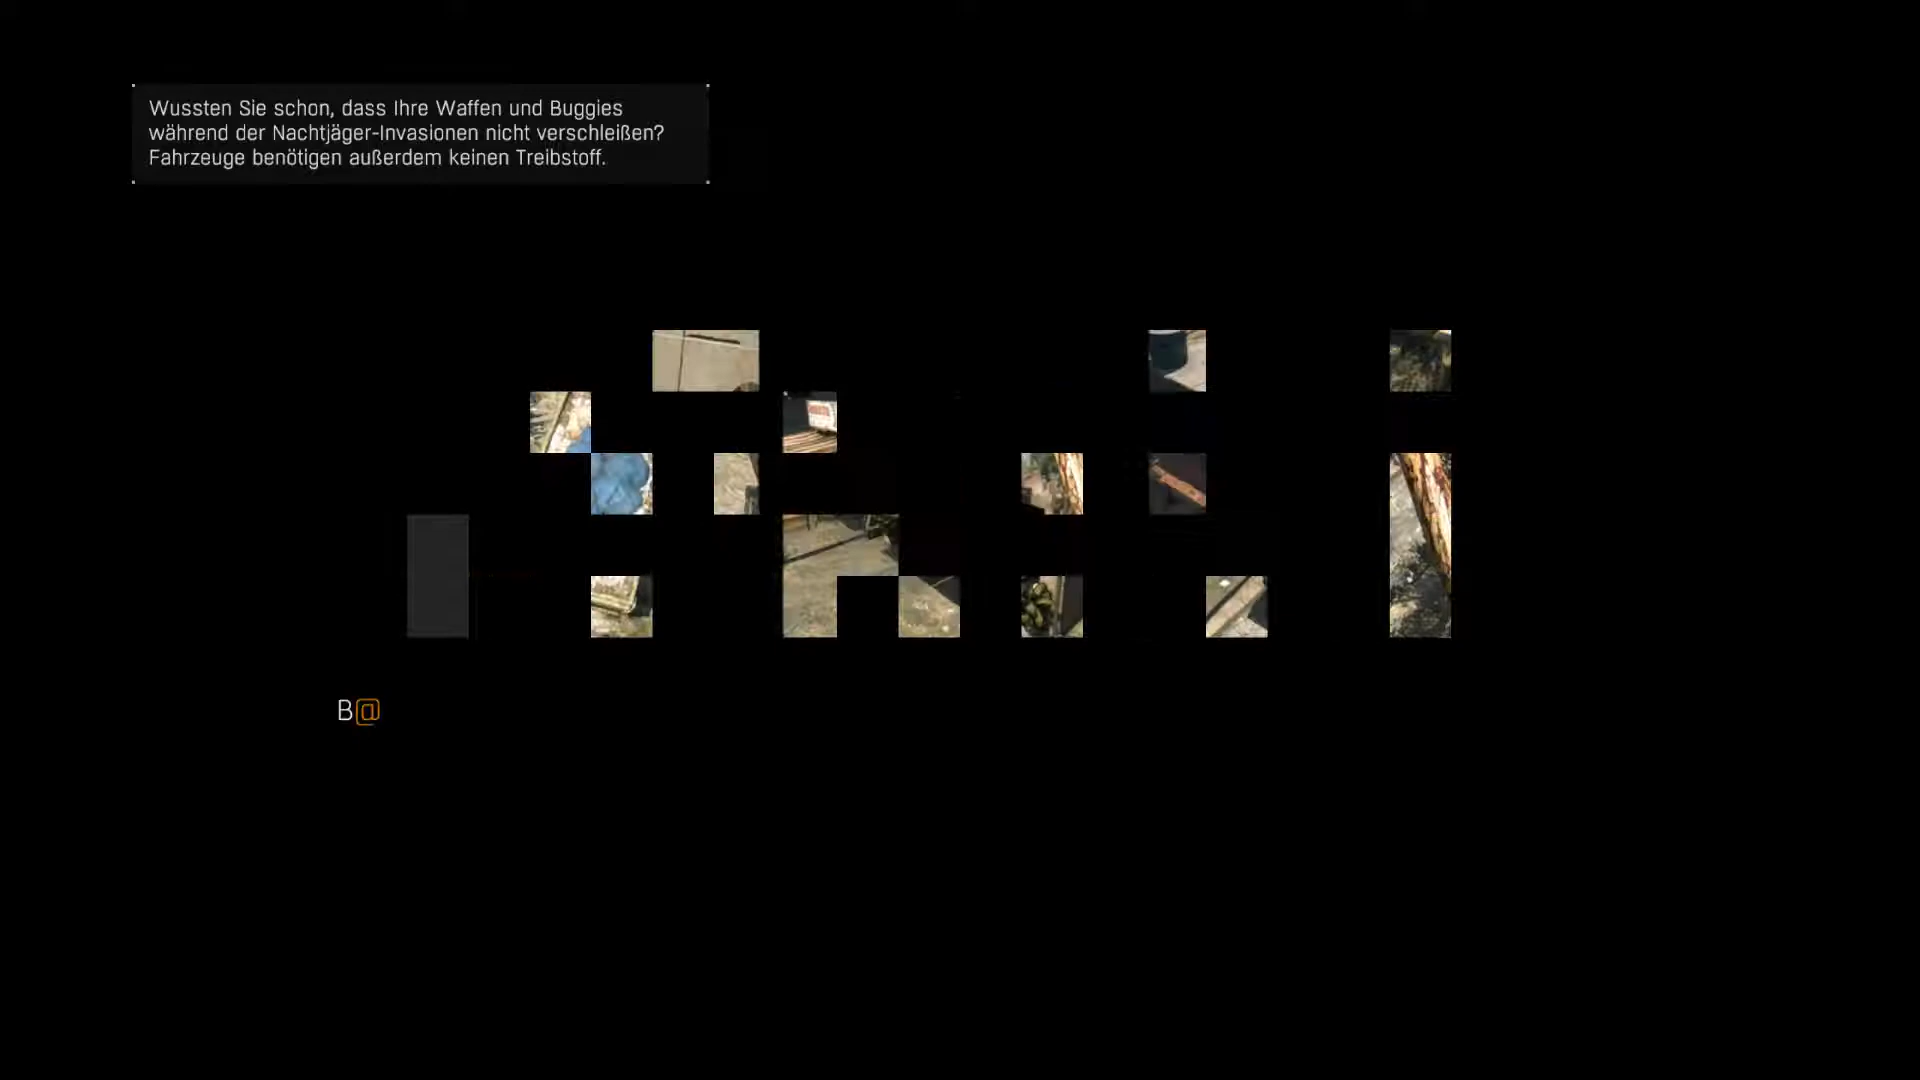 Wussten Sie schon, dass Ihre Waffen und Buggies
während der Nachtjäger-Invasionen nicht verschleißen?
Fahrzeuge benötigen außerdem keinen Treibstoff.
B@